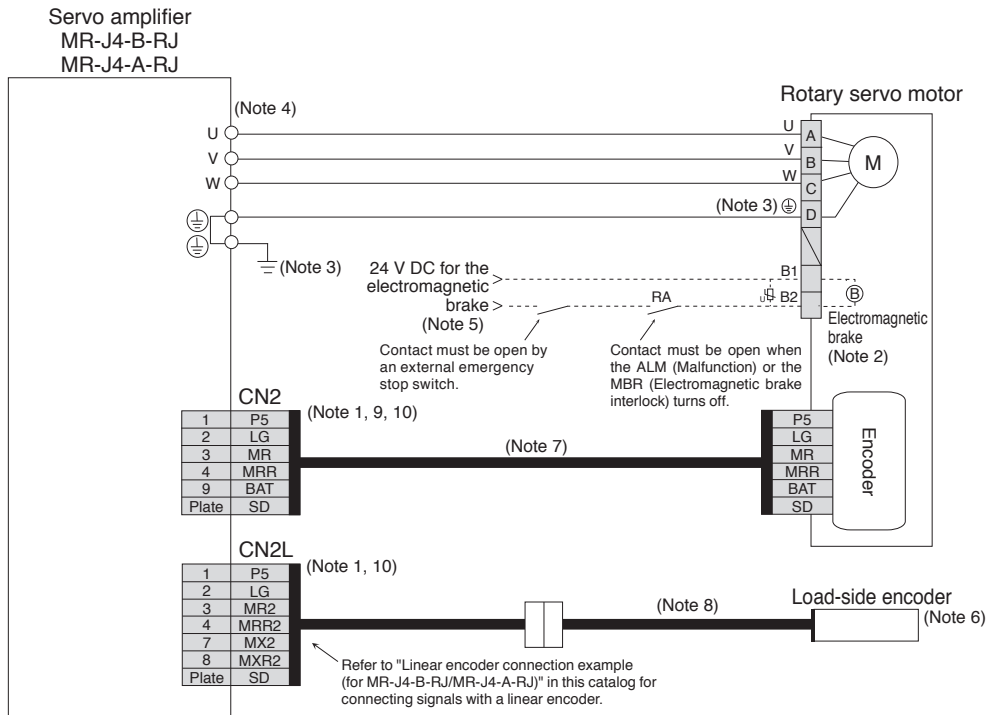 Servo amplifier
MR-J4-B-RJ
MR-J4-A-RJ
Rotary servo motor
(Note 4)
U U A
V V B M
W W C
(Note 3) D
(Note 3)
24 V DC for the
electromagnetic
brake
(Note 5)
B1
RA U B2 B
Electromagnetic
brake
(Note 2)
Contact must be open by
an external emergency
stop switch.
Contact must be open when
the ALM (Malfunction) or the
MBR (Electromagnetic brake
interlock) turns off.
CN2
(Note 1, 9, 10)
(Note 7)
1 P5 P5
2 LG LG
3 MR MR
4 MRR MRR
9 BAT BAT
Plate SD SD
Encoder
CN2L
(Note 1, 10)
1 P5
2 LG
3 MR2
4 MRR2
7 MX2
8 MXR2
Plate SD
(Note 8)
Load-side encoder
(Note 6)
Refer to "Linear encoder connection example
(for MR-J4-B-RJ/MR-J4-A-RJ)" in this catalog for
connecting signals with a linear encoder.